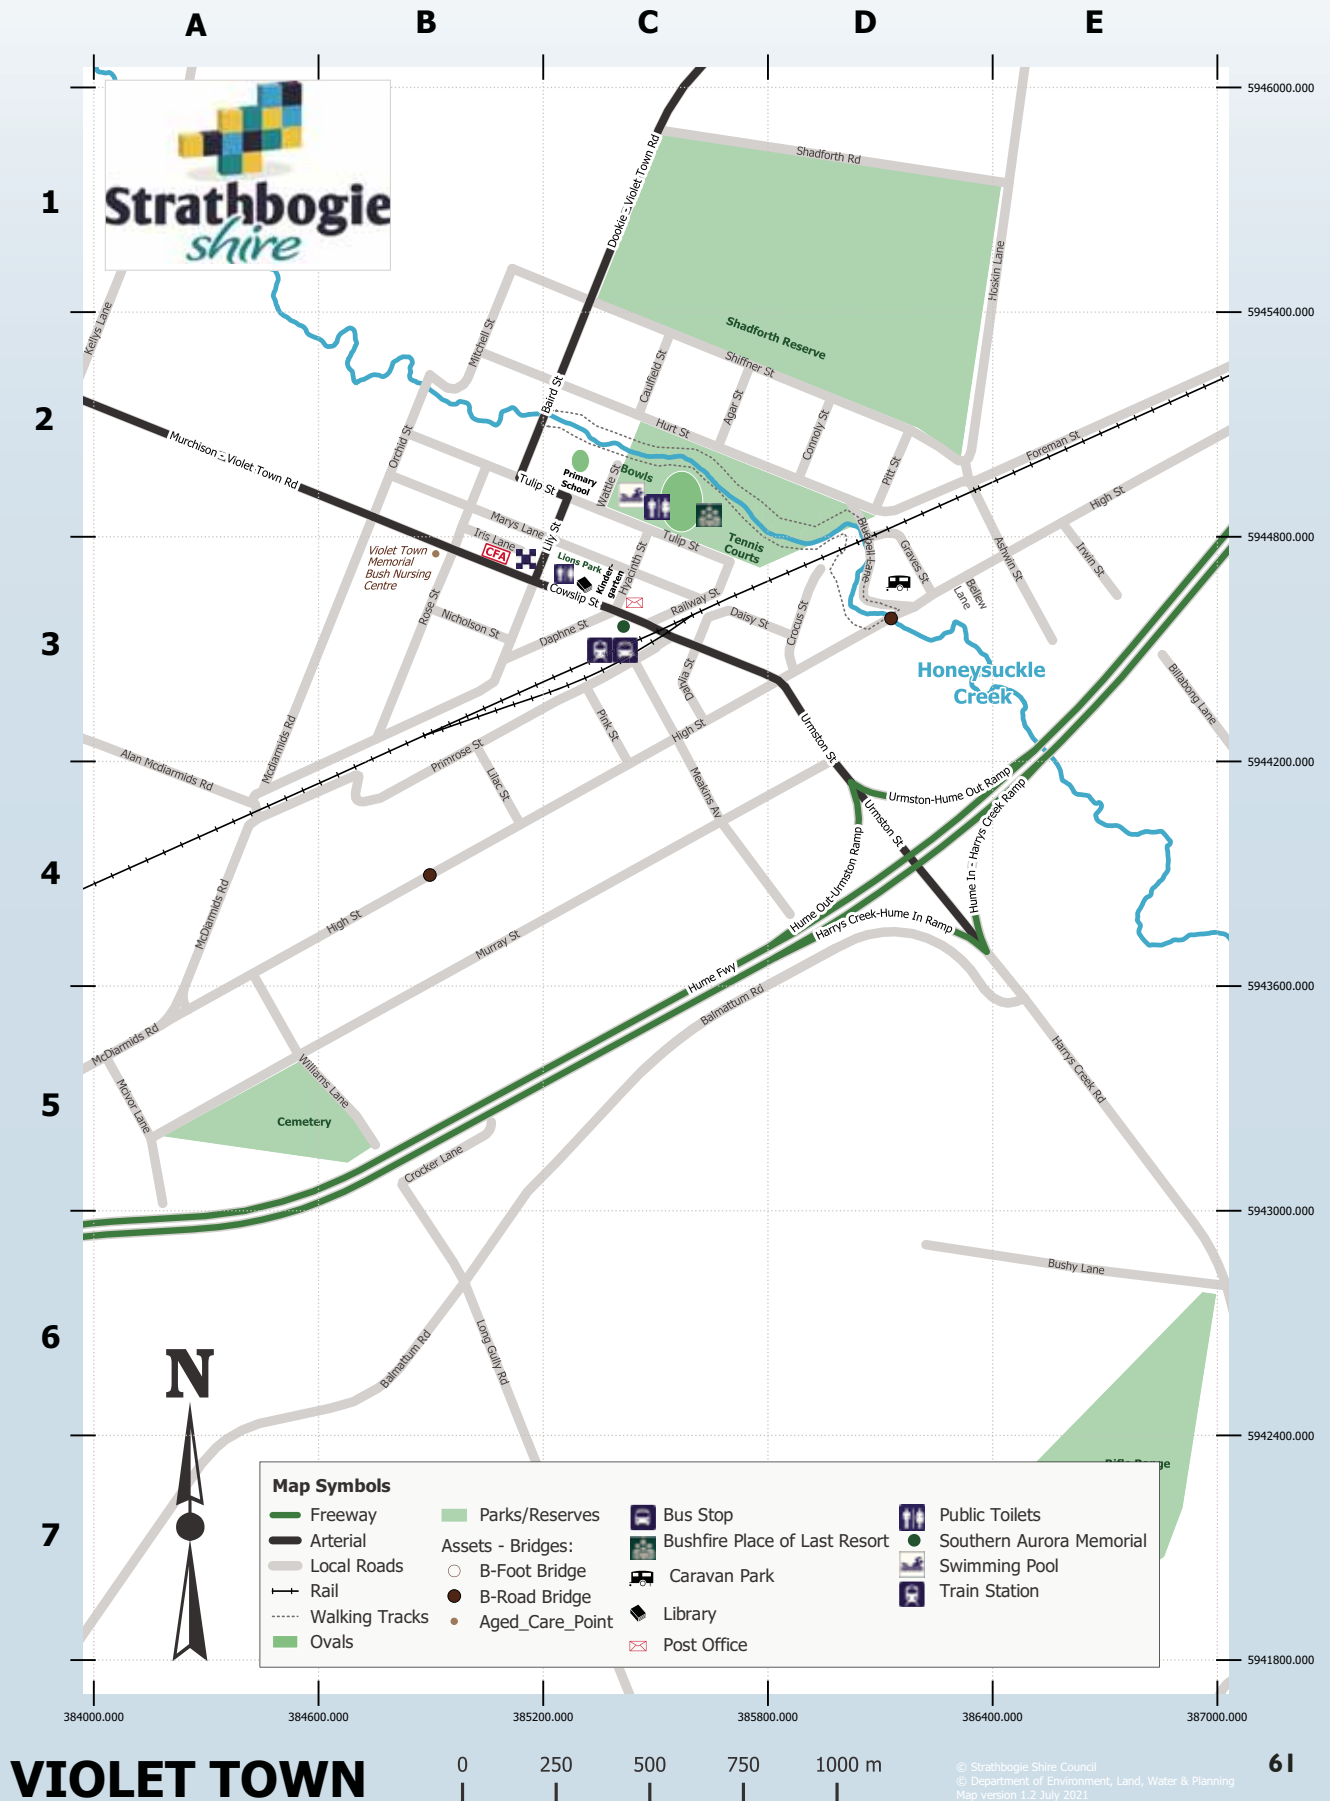 A
B
C
D
E
1
2
3
4
5
6
7
Strathbogie
shire
5946000.000
5945400.000
5944800.000
5944200.000
5943600.000
5943000.000
5942400.000
5941800.000
Shadforth Rd
Dookie - Violet Town Rd
Hoskin Lane
Kellys Lane
Shadforth Reserve
Mitchell St
Caulfield St
Shiffner St
Baird St
Agar St
Connolly St
Hurt St
Orchid St
Pitt St
Foreman St
High St
Murchison - Violet Town Rd
Primary
School
Tulip St
Wattle St
Bowls
Tulip St
Tennis
Courts
Marys Lane
Iris Lane
Lily St
CFA
Lions Park
Kinder-
garten
Hyacinth St
Violet Town
Memorial
Bush Nursing
Centre
Cowslip St
Railway St
Daisy St
Crocus St
Bluebell Lane
Graves St
Bellew
Lane
Ashwin St
Irwin St
Rose St
Nicholson St
Daphne St
Dahlia St
Honeysuckle
Creek
Billabong Lane
Pink St
High St
Urmston St
Mcdiarmids Rd
Alan Mcdiarmids Rd
Primrose St
Lilac St
Meakins Av
Urmston-Hume Out Ramp
Urmston St
Hume In - Harrys Creek Ramp
Hume Out-Urmston Ramp
Harrys Creek-Hume In Ramp
McDiarmids Rd
High St
Murray St
Hume Fwy
Balmattum Rd
McDiarmids Rd
Mcivor Lane
Williams Lane
Cemetery
Crocker Lane
Harrys Creek Rd
Bushy Lane
Balmattum Rd
Long Gully Rd
N
Rifle Range
Map Symbols
Freeway
Arterial
Local Roads
Rail
Walking Tracks
Ovals
Parks/Reserves
Assets - Bridges:
B-Foot Bridge
B-Road Bridge
Aged_Care_Point
Bus Stop
Bushfire Place of Last Resort
Caravan Park
Library
Post Office
Public Toilets
Southern Aurora Memorial
Swimming Pool
Train Station
384000.000
384600.000
385200.000
385800.000
386400.000
387000.000
VIOLET TOWN
0
250
500
750
1000 m
© Strathbogie Shire Council
© Department of Environment, Land, Water & Planning
Map version 1.2 July 2021
61